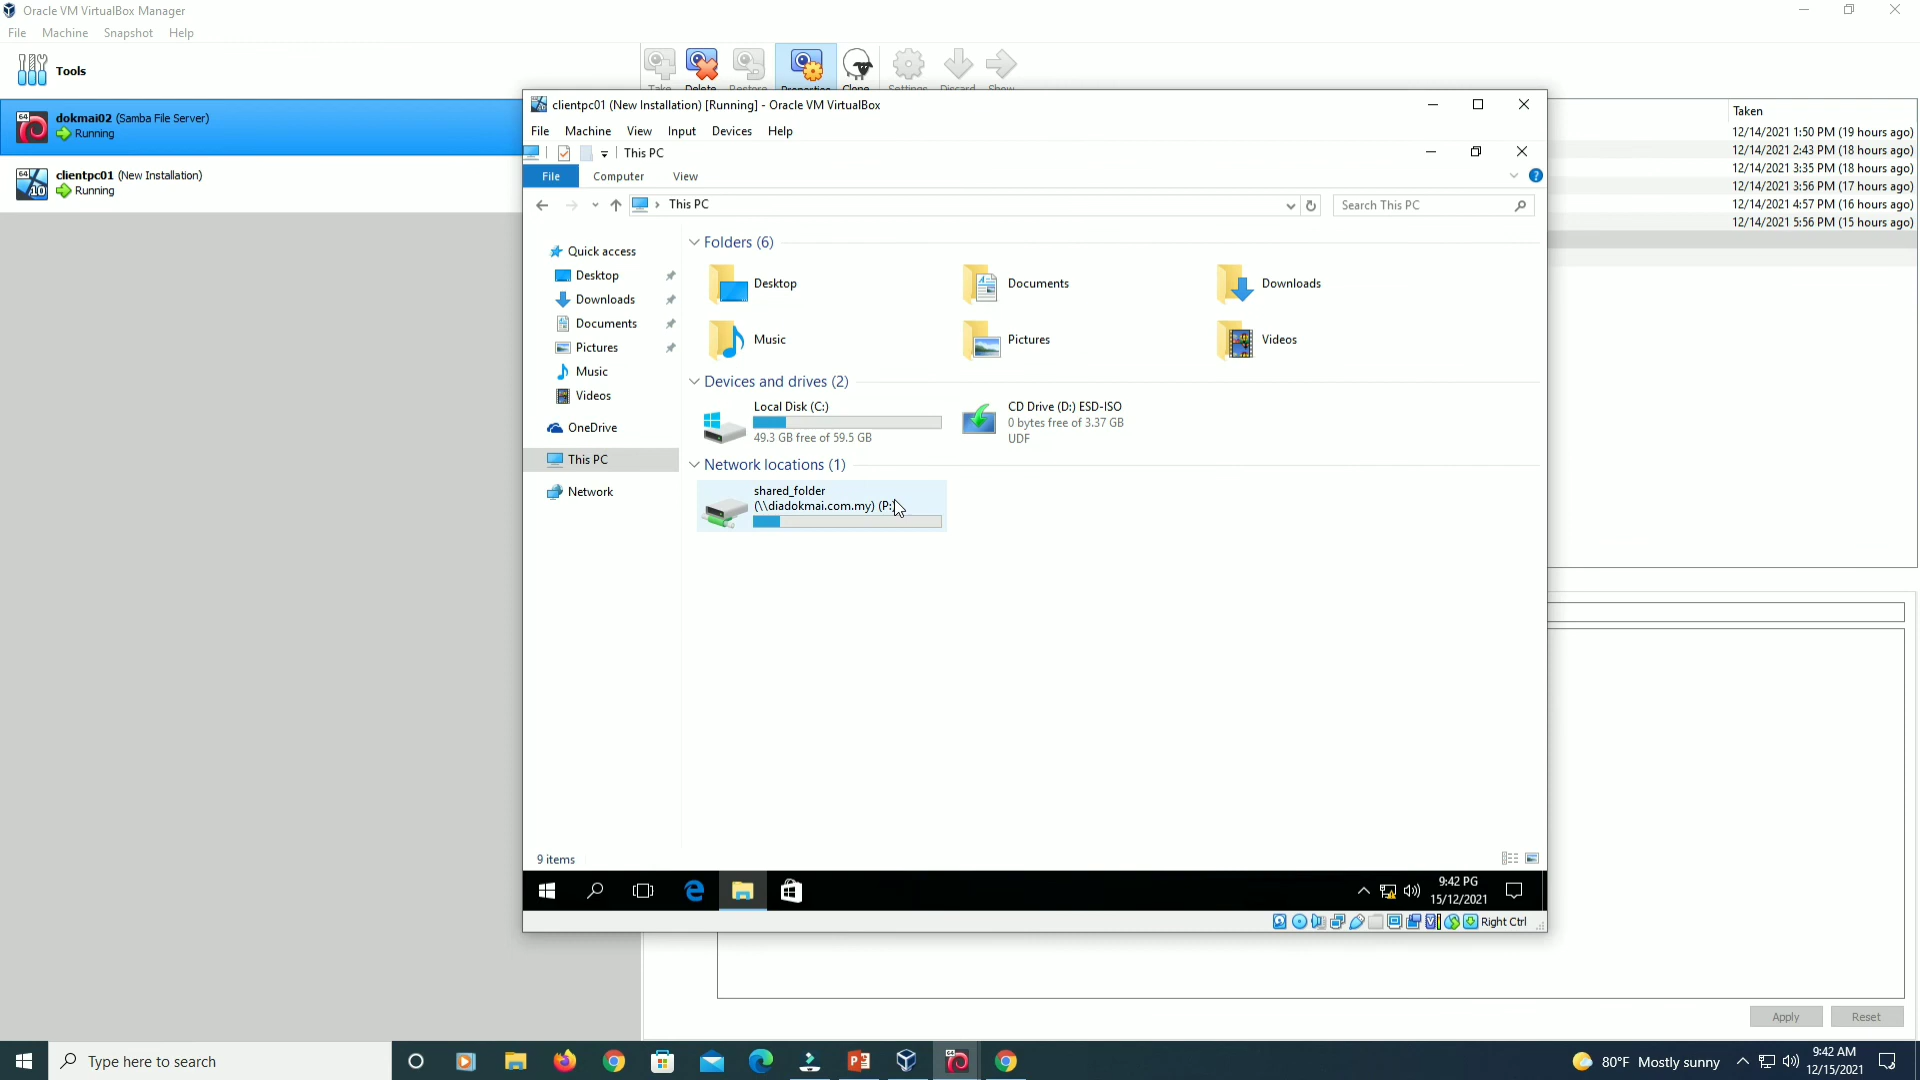 Oracle VM VirtualBox Manager
File Machine Snapshot Help
Tools
Delete
64 dokmai02 (Samba File Server)
Running
64 10 clientpc01 (New Installation)
Running
Taken
12/14/2021 1:50 PM (19 hours ago)
12/14/2021 2:43 PM (18 hours ago)
12/14/2021 3:35 PM (18 hours ago)
12/14/2021 3:56 PM (17 hours ago)
12/14/2021 4:57 PM (16 hours ago)
12/14/2021 5:56 PM (15 hours ago)
clientpc01 (New Installation) [Running] - Oracle VM VirtualBox
File Machine View Input Devices Help
This PC
File Computer View
This PC
Search This PC
Quick access
Desktop
Downloads
Documents
Pictures
Music
Videos
OneDrive
This PC
Network
Folders (6)
Desktop
Documents
Downloads
Music
Pictures
Videos
Devices and drives (2)
Local Disk (C:)
49.3 GB free of 59.5 GB
CD Drive (D:) ESD-ISO
0 bytes free of 3.37 GB
UDF
Network locations (1)
shared_folder
(\\diadokmai.com.my) (P:)
9 items
9:42 PG
15/12/2021
Right Ctrl
Apply
Reset
Type here to search
80°F Mostly sunny
9:42 AM
12/15/2021